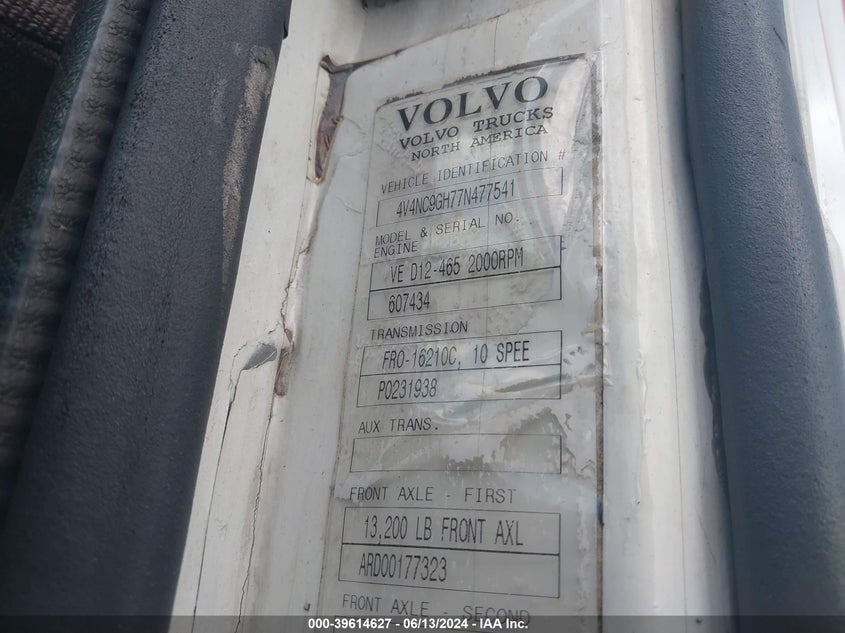 VOLVO
VOLVO TRUCKS
NORTH AMERICA
VEHICLE IDENTIFICATION #
4V4NC9GH77N477541
MODEL & SERIAL NO.
ENGINE
VE D12-465 2000RPM
607434
TRANSMISSION
FRO-16210C, 10 SPEE
P0231938
AUX TRANS.
FRONT AXLE - FIRST
13,200 LB FRONT AXL
ARD00177323
FRONT AXLE - SECOND
000-39614627 - 06/13/2024 - IAA Inc.